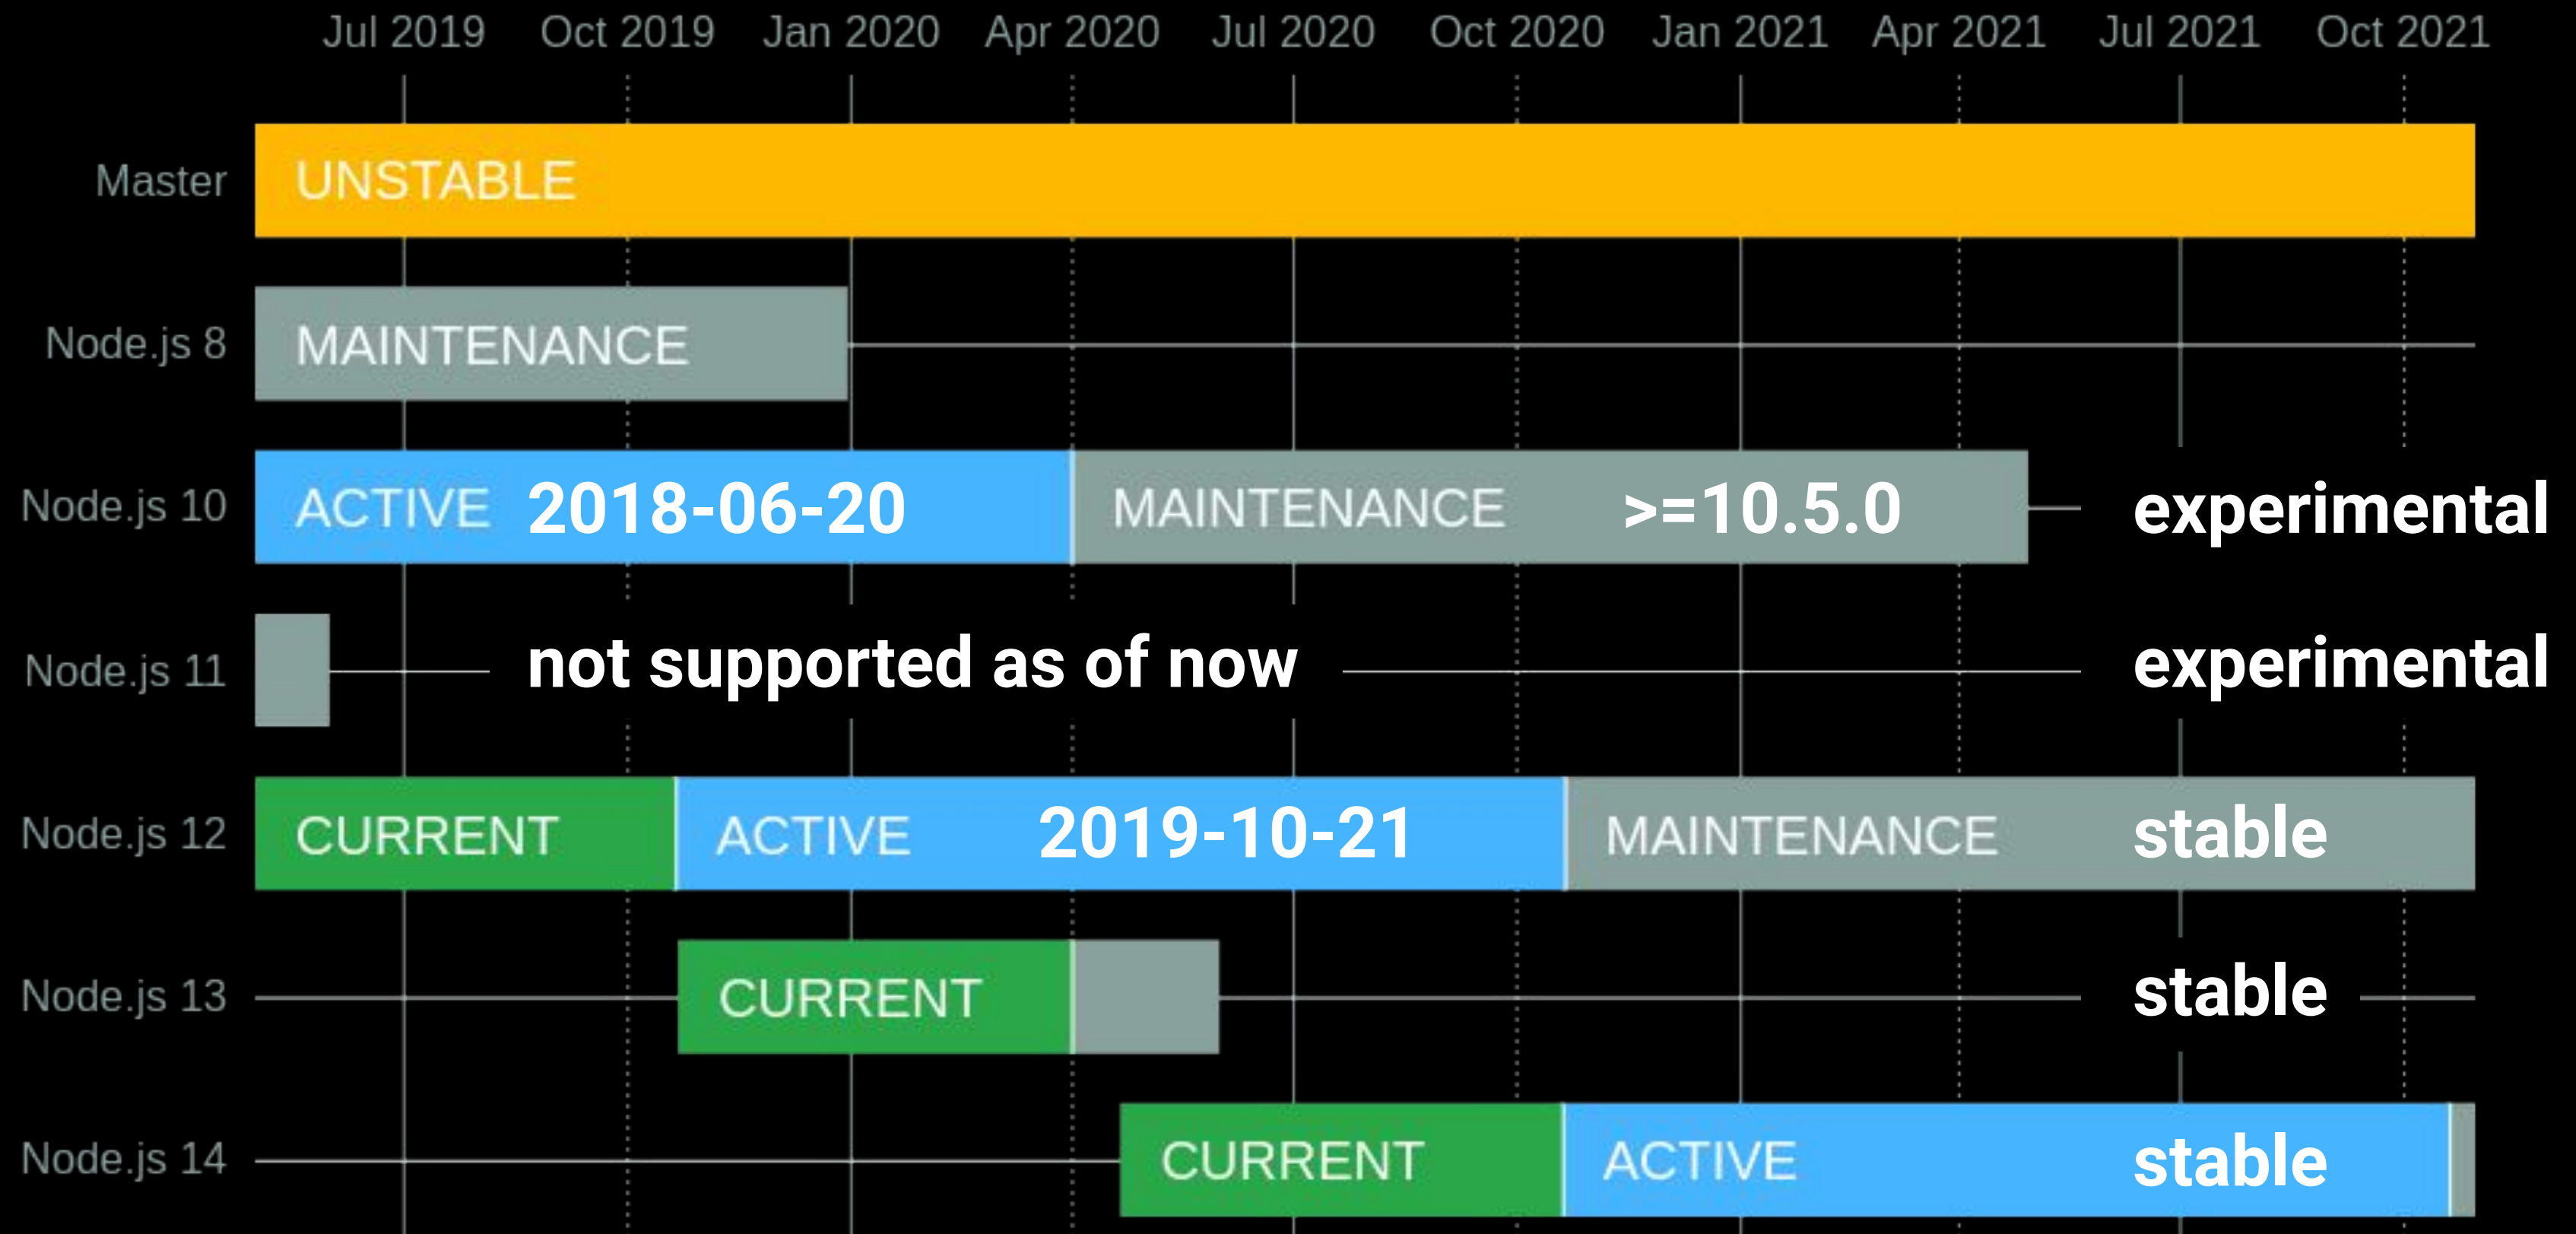 Jul 2019 Oct 2019 Jan 2020 Apr 2020 Jul 2020 Oct 2020 Jan 2021 Apr 2021 Jul 2021 Oct 2021
Master UNSTABLE
Node.js 8 MAINTENANCE
Node.js 10 ACTIVE 2018-06-20 MAINTENANCE >=10.5.0 experimental
Node.js 11 not supported as of now experimental
Node.js 12 CURRENT ACTIVE 2019-10-21 MAINTENANCE stable
Node.js 13 CURRENT stable
Node.js 14 CURRENT ACTIVE stable